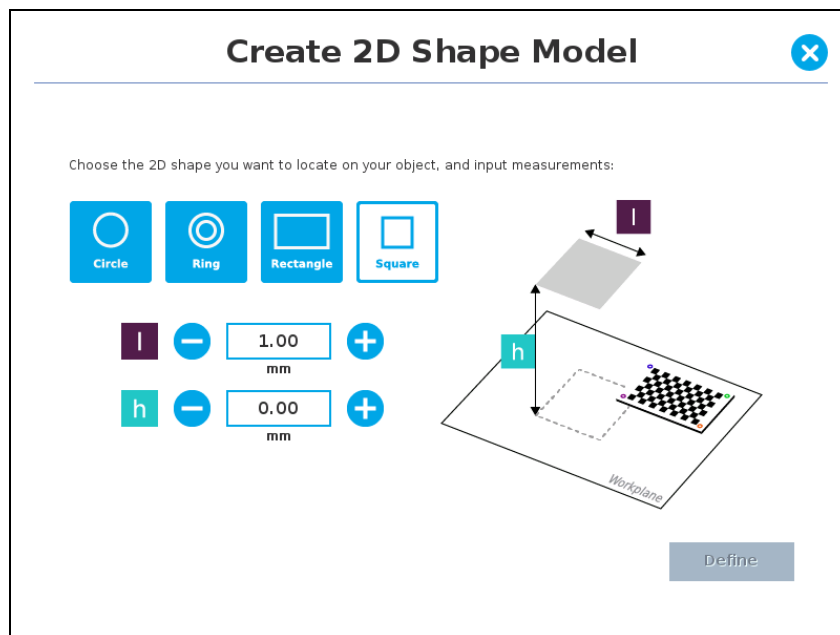 Create 2D Shape Model
Choose the 2D shape you want to locate on your object, and input measurements:
Circle Ring Rectangle Square
l
l 1.00
mm
h
h 0.00
mm
Workplane
Define